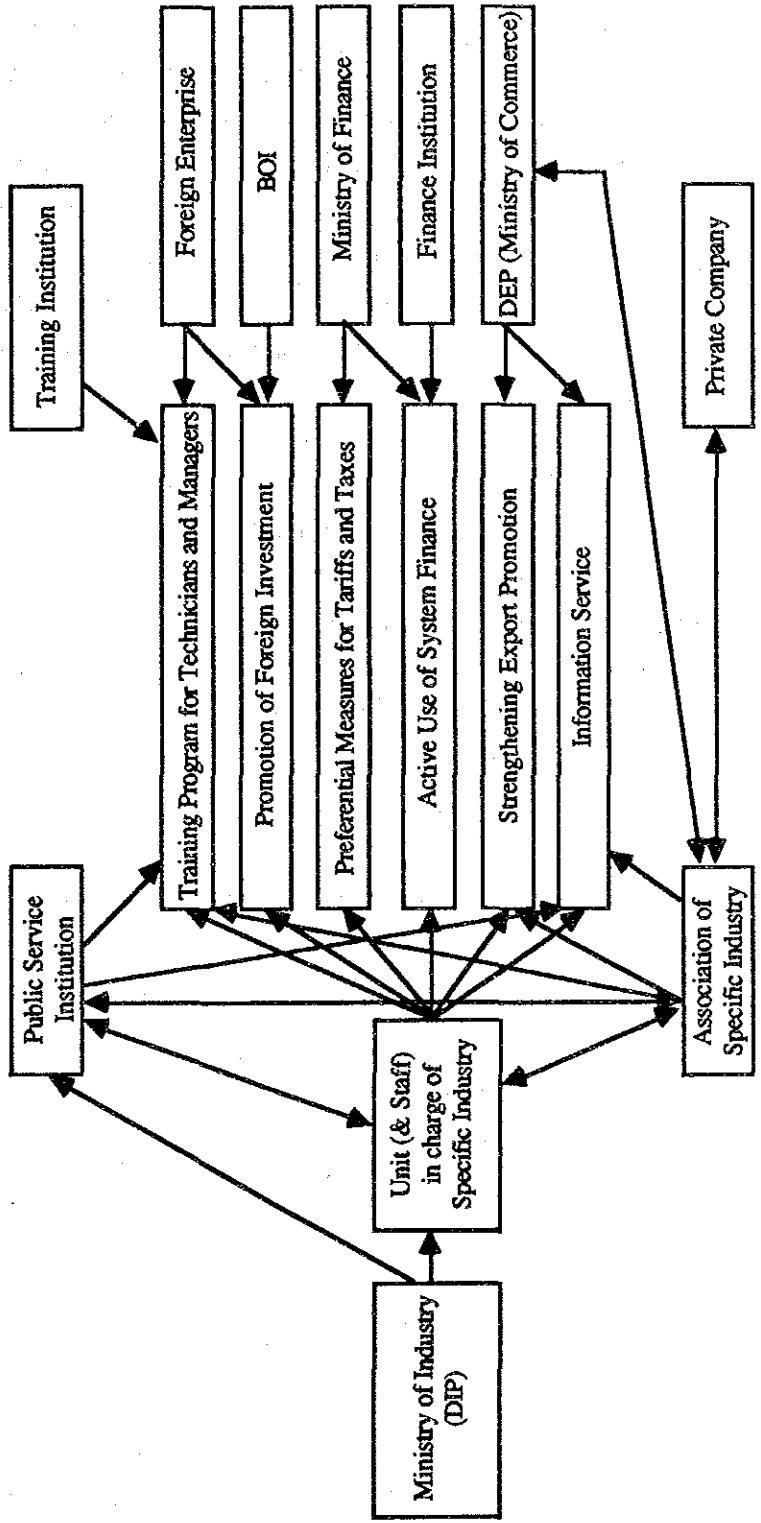 Training Institution
Foreign Enterprise
BOI
Ministry of Finance
Finance Institution
DEP (Ministry of Commerce)
Private Company
Public Service
Institution
Training Program for Technicians and Managers
Promotion of Foreign Investment
Preferential Measures for Tariffs and Taxes
Active Use of System Finance
Strengthening Export Promotion
Information Service
Association of
Specific Industry
Unit (& Staff)
in charge of
Specific Industry
Ministry of Industry
(DIP)